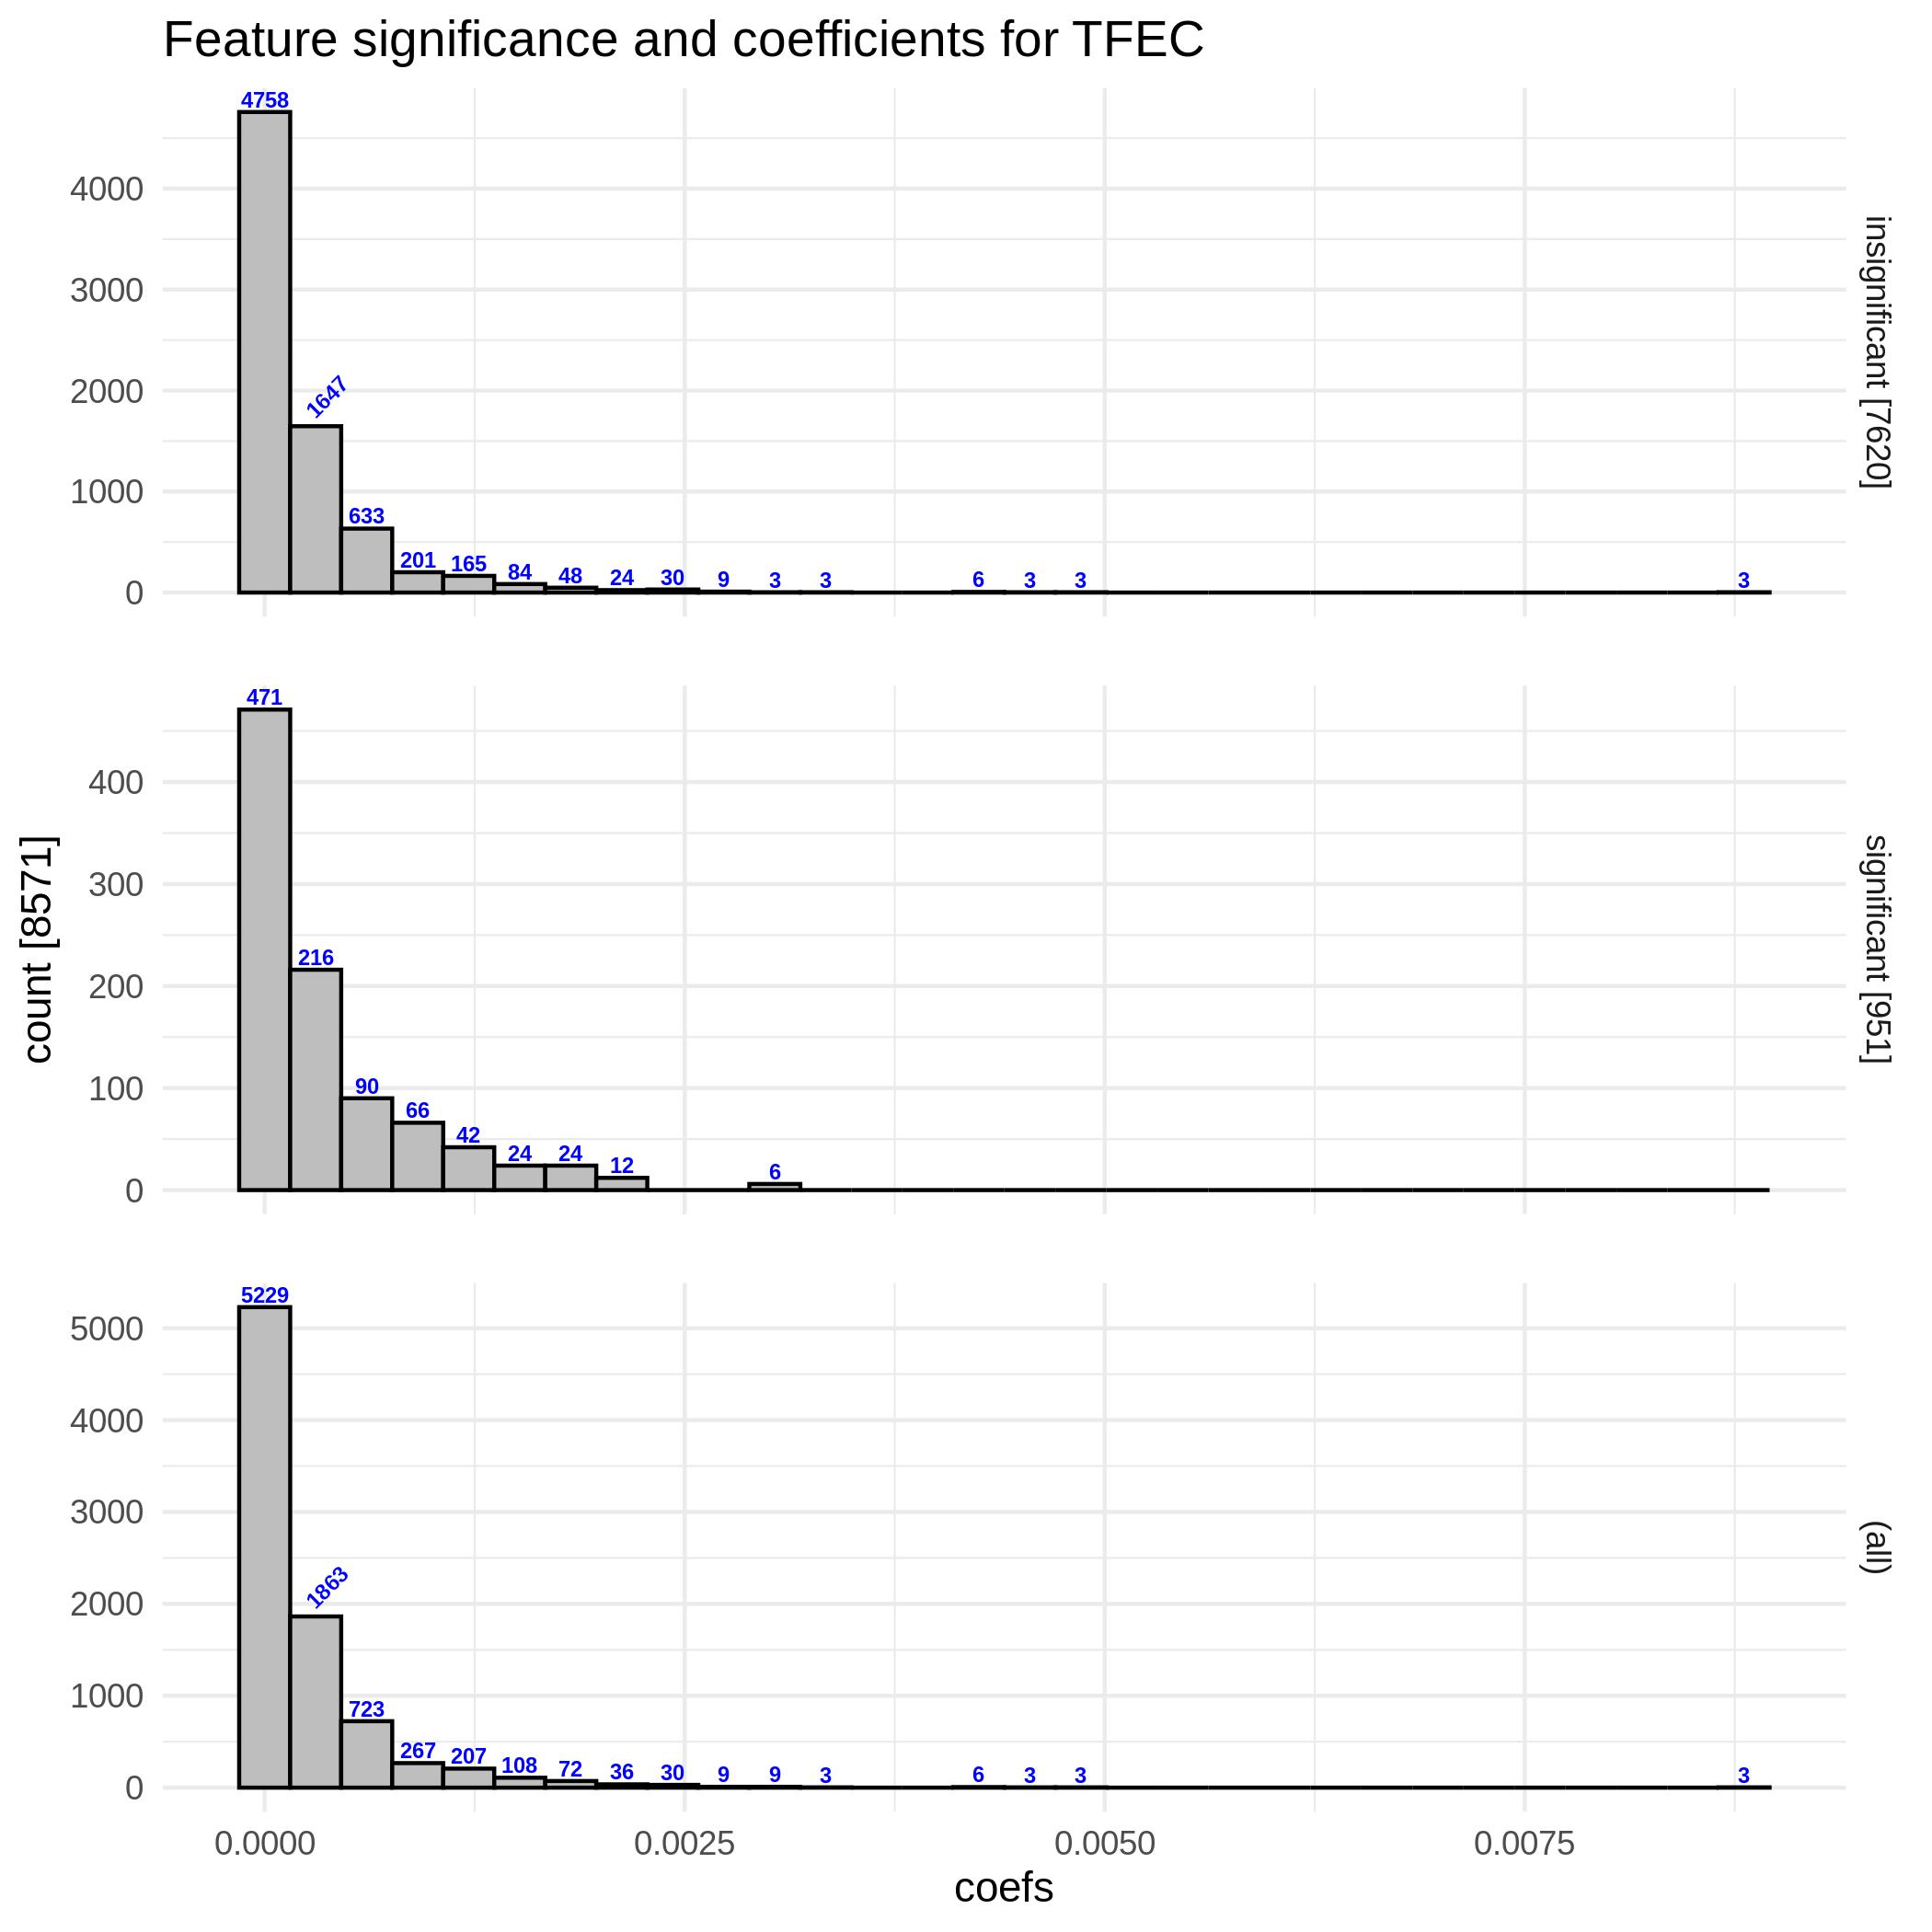 Feature significance and coefficients for TFEC
4758
4000
3000
2000
1000
0
1647
633
201 165 84 48 24 30 9 3 3 6 3 3 3
insignificant [7620]
count [8571]
471
400
300
200
100
0
216
90
66
42
24 24 12 6
significant [951]
5229
5000
4000
3000
2000
1000
0
1863
723
267 207 108 72 36 30 9 9 3 6 3 3 3
(all)
0.0000 0.0025 0.0050 0.0075
coefs